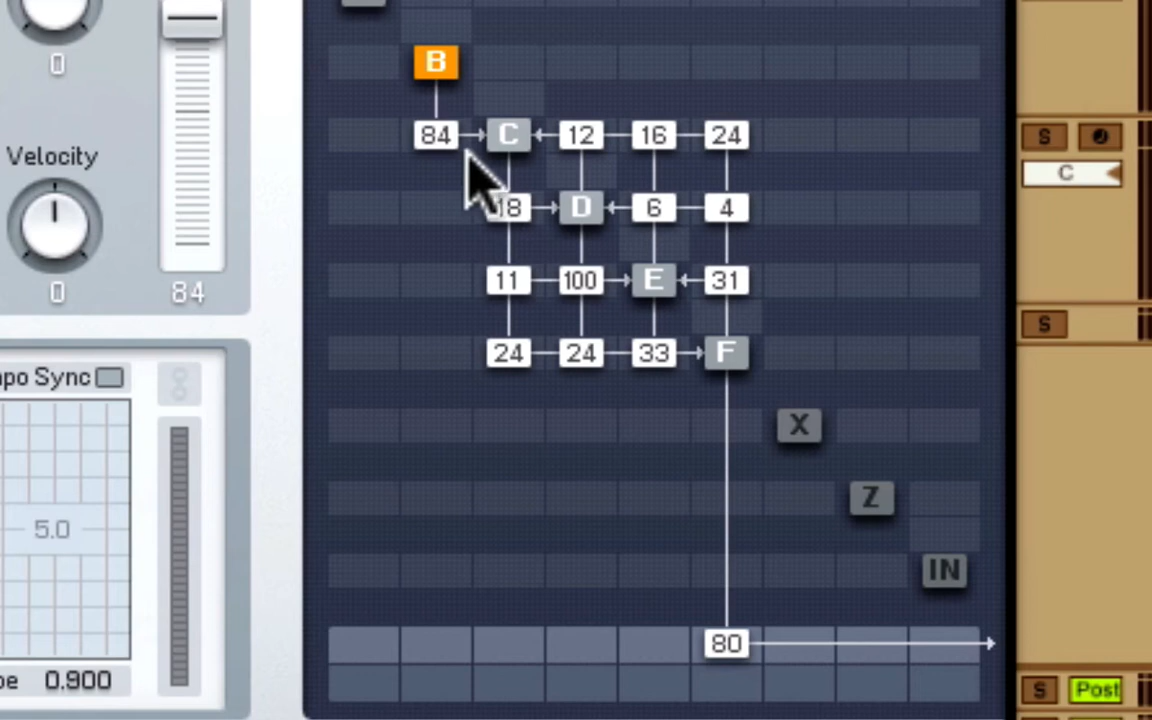 0
B
84 C 12 16 24
S
Velocity
C
18 D 6 4
11 100 E 31
0 84
S
24 24 33 F
po Sync
X
Z
5.0
IN
80
pe 0.900
S Post